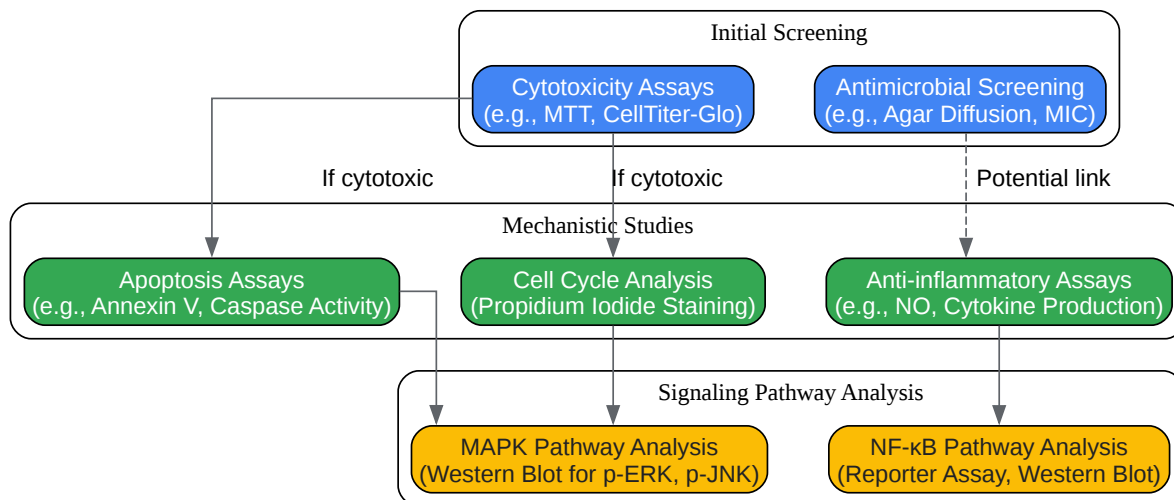 Initial Screening
Cytotoxicity Assays
(e.g., MTT, CellTiter-Glo)
Antimicrobial Screening
(e.g., Agar Diffusion, MIC)
If cytotoxic
If cytotoxic
Potential link
Mechanistic Studies
Apoptosis Assays
(e.g., Annexin V, Caspase Activity)
Cell Cycle Analysis
(Propidium Iodide Staining)
Anti-inflammatory Assays
(e.g., NO, Cytokine Production)
Signaling Pathway Analysis
MAPK Pathway Analysis
(Western Blot for p-ERK, p-JNK)
NF-κB Pathway Analysis
(Reporter Assay, Western Blot)